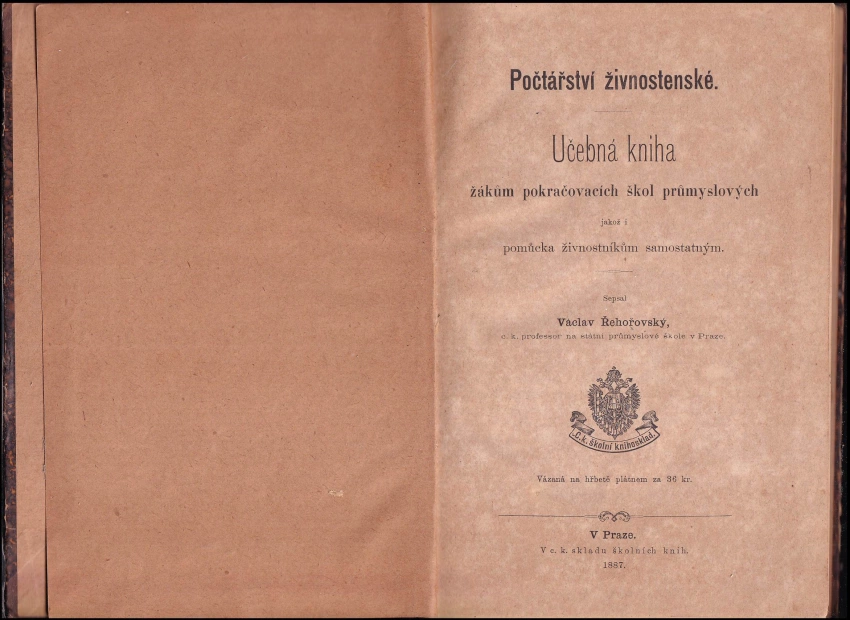 Počtářství živnostenské.
Učebná kniha
žákům pokračovacích škol průmyslových
jakož i
pomůcka živnostníkům samostatným.
Sepsal
Václav Řehořovský,
c. k. professor na státní průmyslové škole v Praze.
C. k. školní knihosklad.
Vázaná na hřbetě plátnem za 36 kr.
V Praze.
V c. k. skladu školních knih.
1887.